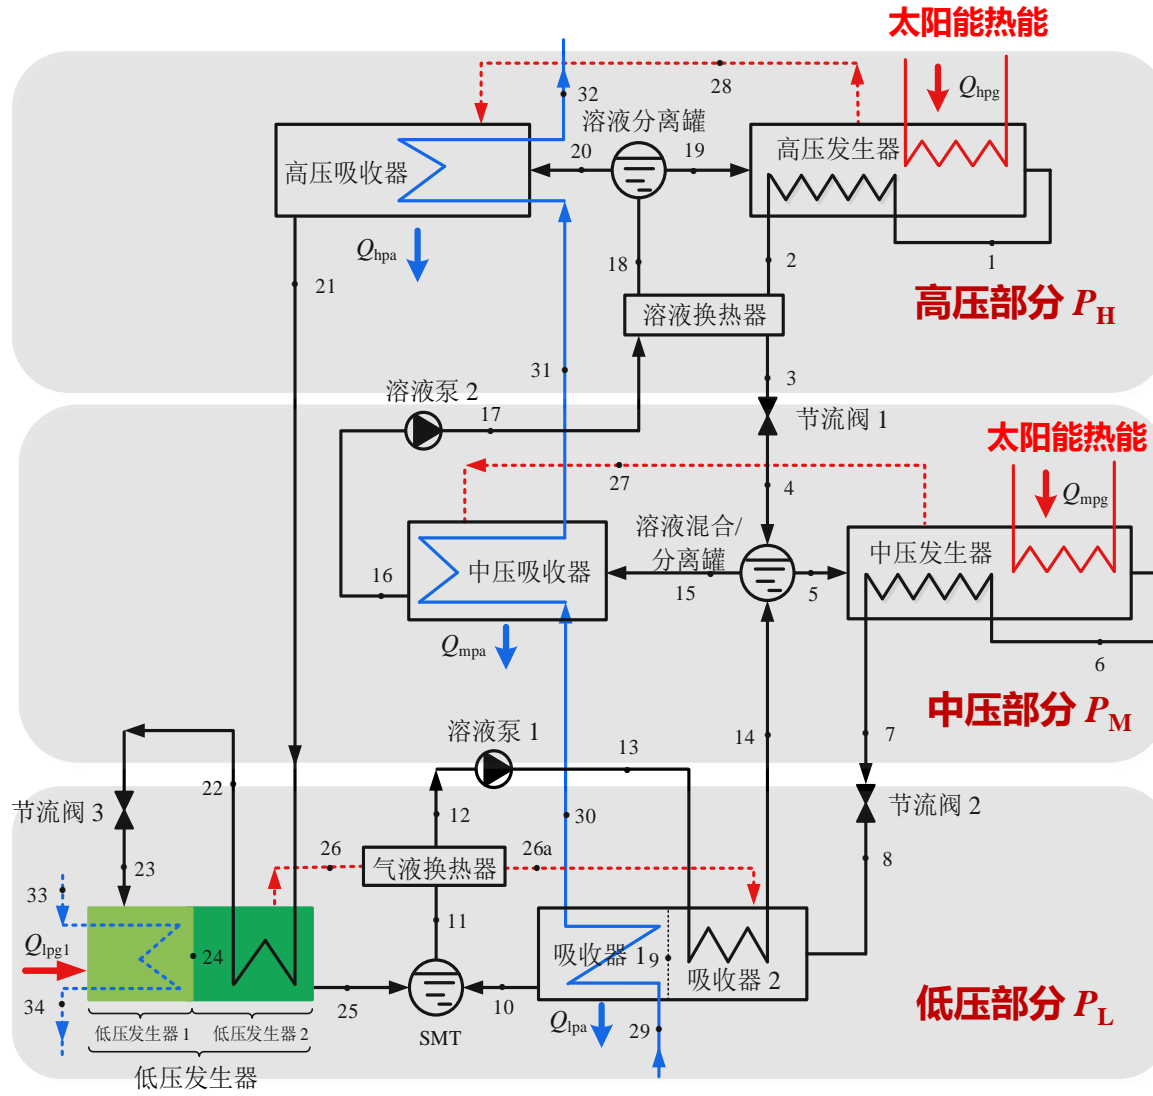 太阳能热能
32
28
Qhpg
溶液分离罐
高压吸收器
20
19
高压发生器
Qhpa
18
2
1
21
溶液换热器
高压部分 PH
31
3
溶液泵 2
17
节流阀 1
太阳能热能
27
4
Qmpg
溶液混合/
分离罐
中压发生器
中压吸收器
16
15
5
Qmpa
6
中压部分 PM
溶液泵 1
13
14
7
22
节流阀 3
12
30
节流阀 2
26
26a
气液换热器
23
8
33
11
Qlpg1
24
吸收器 1
9
吸收器 2
34
25
10
低压部分 PL
Qlpa
29
SMT
低压发生器 1
低压发生器 2
低压发生器